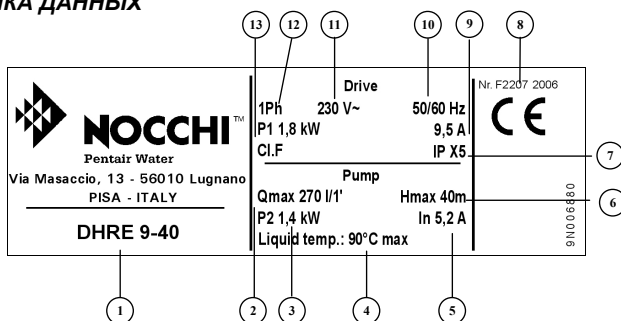 КА ДАННЫХ
13 12 11 10 9 8
Drive
Nr. F2207 2006
1Ph 230 V~ 50/60 Hz
NOCCHI™
P1 1,8 kW 9,5 A
CE
Cl.F IP X5
7
Pentair Water
Pump
Via Masaccio, 13 - 56010 Lugnano
PISA - ITALY
Qmax 270 l/1' Hmax 40m
6
P2 1,4 kW In 5,2 A
DHRE 9-40
Liquid temp.: 90°C max
9N006880
1 2 3 4 5